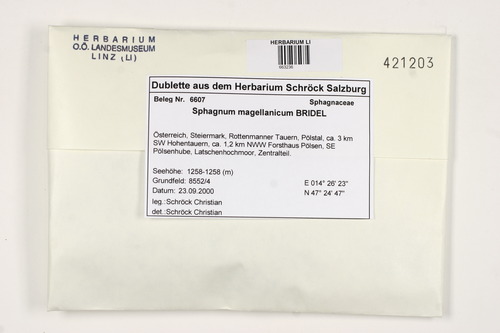 HERBARIUM
O.Ö. LANDESMUSEUM
LINZ (LI)
HERBARIUM LI
421203
Dublette aus dem Herbarium Schröck Salzburg
Beleg Nr. 6607 Sphagnaceae
Sphagnum magellanicum BRIDEL
Österreich, Steiermark, Rottenmanner Tauern, Pölstal, ca. 3 km
SW Hohentauern, ca. 1,2 km NWW Forsthaus Pölsen, SE
Pölsenhube, Latschenhochmoor, Zentralteil.
Seehöhe: 1258-1258 (m)
Grundfeld: 8552/4 E 014° 26' 23"
Datum: 23.09.2000 N 47° 24' 47"
leg.:Schröck Christian
det.:Schröck Christian